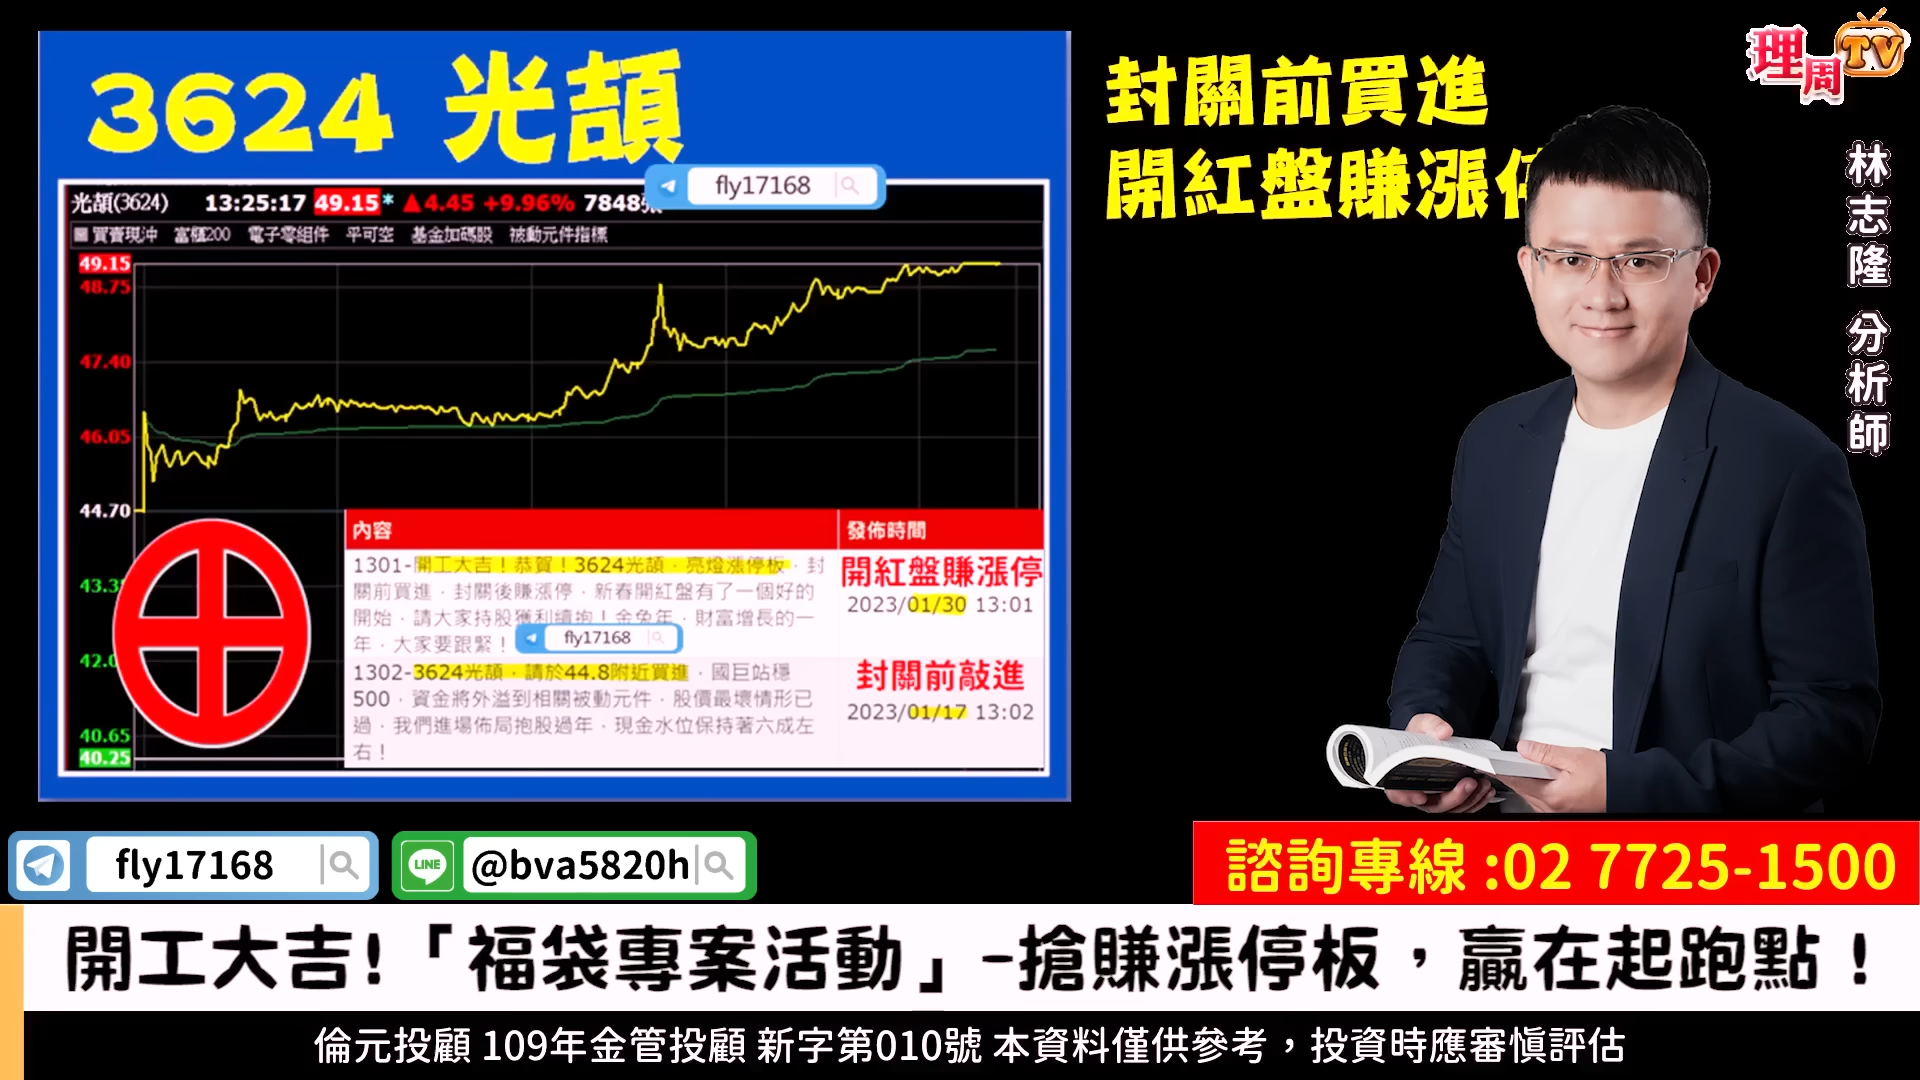 3624 光頡
fly17168
光頡(3624) 13:25:17 49.15* ▲4.45 +9.96% 7848張
買賣現沖 富櫃200 電子零組件 平可空 基金加碼股 被動元件指標
49.15
48.75
47.40
46.05
44.70
43.3
42.0
40.65
40.25
內容 發佈時間
1301-開工大吉！恭賀！3624光頡，亮燈漲停板，封
關前買進，封關後賺漲停，新春開紅盤有了一個好的
開始，請大家持股獲利續抱！金兔年，財富增長的一
年，大家要跟緊！
開紅盤賺漲停
2023/01/30 13:01
fly17168
1302-3624光頡，請於44.8附近買進，國巨站穩
500，資金將外溢到相關被動元件，股價最壞情形已
過，我們進場佈局抱股過年，現金水位保持著六成左
右！
封關前敲進
2023/01/17 13:02
封關前買進
開紅盤賺漲停
理周TV
林志隆 分析師
fly17168
LINE @bva5820h
諮詢專線:02 7725-1500
開工大吉!「福袋專案活動」-搶賺漲停板，贏在起跑點！
倫元投顧 109年金管投顧 新字第010號 本資料僅供參考，投資時應審慎評估